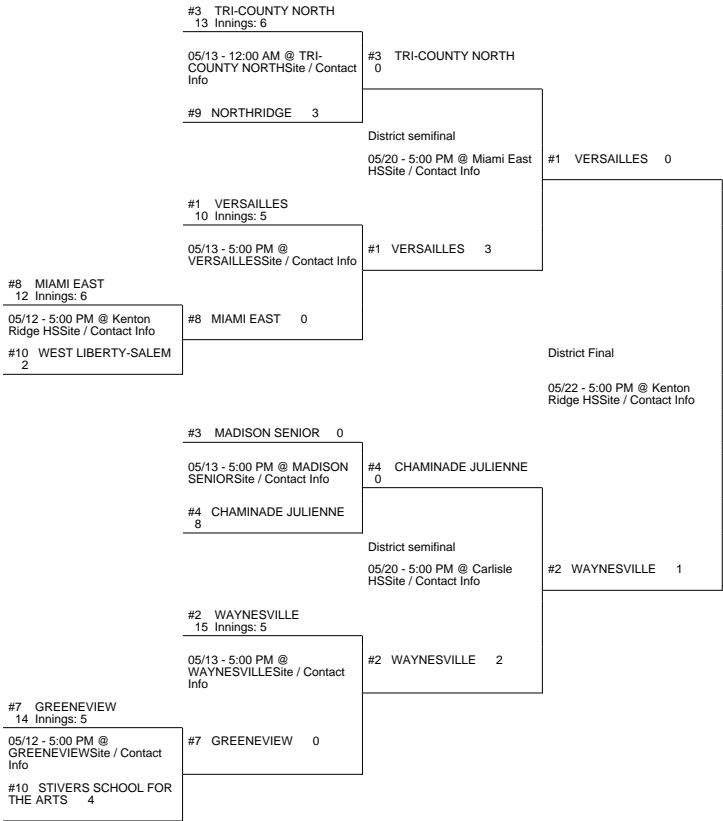 #3 TRI-COUNTY NORTH
13 Innings: 6
05/13 - 12:00 AM @ TRI-
COUNTY NORTHSite / Contact
Info
#9 NORTHRIDGE 3
#3 TRI-COUNTY NORTH
0
District semifinal
05/20 - 5:00 PM @ Miami East
HSSite / Contact Info
#1 VERSAILLES 0
#1 VERSAILLES
10 Innings: 5
05/13 - 5:00 PM @
VERSAILLESSite / Contact Info
#1 VERSAILLES 3
#8 MIAMI EAST
12 Innings: 6
05/12 - 5:00 PM @ Kenton
Ridge HSSite / Contact Info
#10 WEST LIBERTY-SALEM
2
#8 MIAMI EAST 0
District Final
05/22 - 5:00 PM @ Kenton
Ridge HSSite / Contact Info
#3 MADISON SENIOR 0
05/13 - 5:00 PM @ MADISON
SENIORSite / Contact Info
#4 CHAMINADE JULIENNE
8
#4 CHAMINADE JULIENNE
0
District semifinal
05/20 - 5:00 PM @ Carlisle
HSSite / Contact Info
#2 WAYNESVILLE 1
#2 WAYNESVILLE
15 Innings: 5
05/13 - 5:00 PM @
WAYNESVILLESite / Contact
Info
#2 WAYNESVILLE 2
#7 GREENEVIEW
14 Innings: 5
05/12 - 5:00 PM @
GREENEVIEWSite / Contact
Info
#10 STIVERS SCHOOL FOR
THE ARTS 4
#7 GREENEVIEW 0